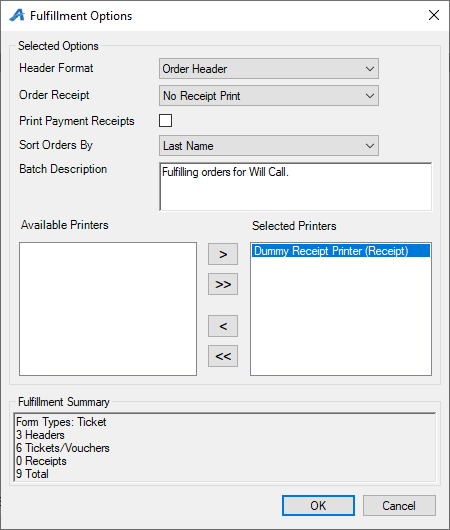 Fulfillment Options
Selected Options
Header Format Order Header
Order Receipt No Receipt Print
Print Payment Receipts
Sort Orders By Last Name
Batch Description Fulfilling orders for Will Call.
Available Printers Selected Printers
Dummy Receipt Printer (Receipt)
>
>>
<
<<
Fulfillment Summary
Form Types: Ticket
3 Headers
6 Tickets/Vouchers
0 Receipts
9 Total
OK Cancel